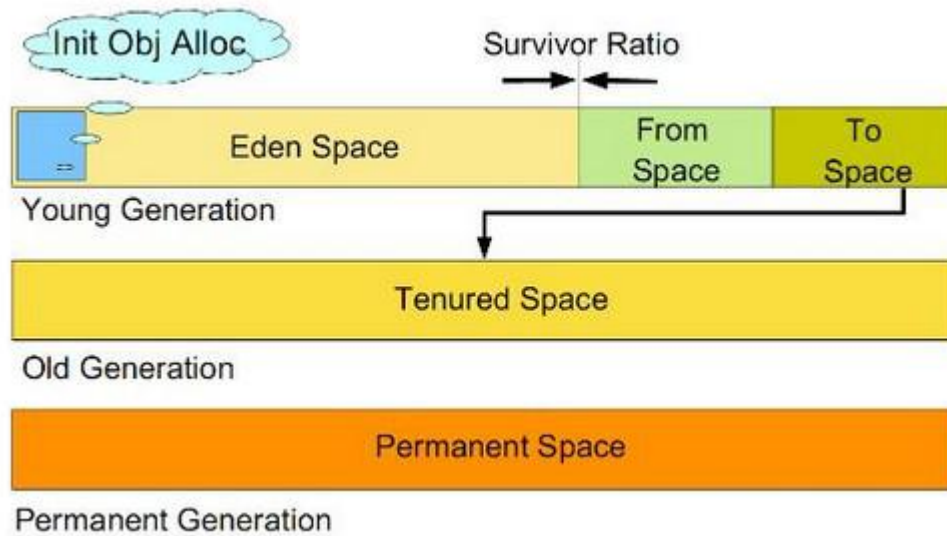 Init Obj Alloc
Survivor Ratio
Eden Space
From
Space
To
Space
Young Generation
Tenured Space
Old Generation
Permanent Space
Permanent Generation